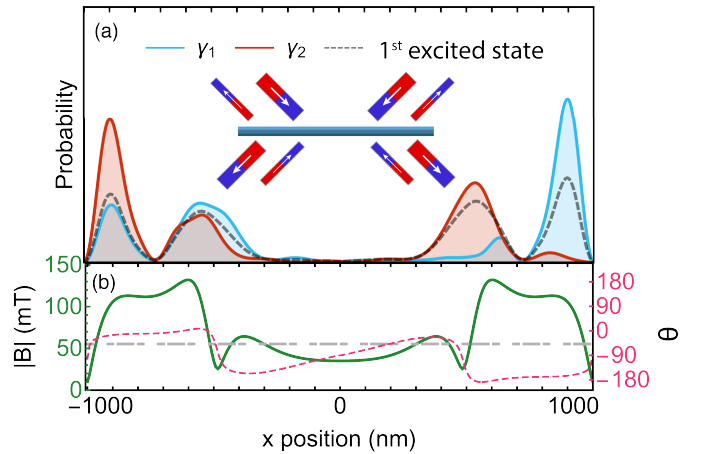 (a)
γ1 γ2 1st excited state
Probability
(b)
150
100
50
0
|B| (mT)
180
90
0
−90
−180
θ
−1000 0 1000
x position (nm)